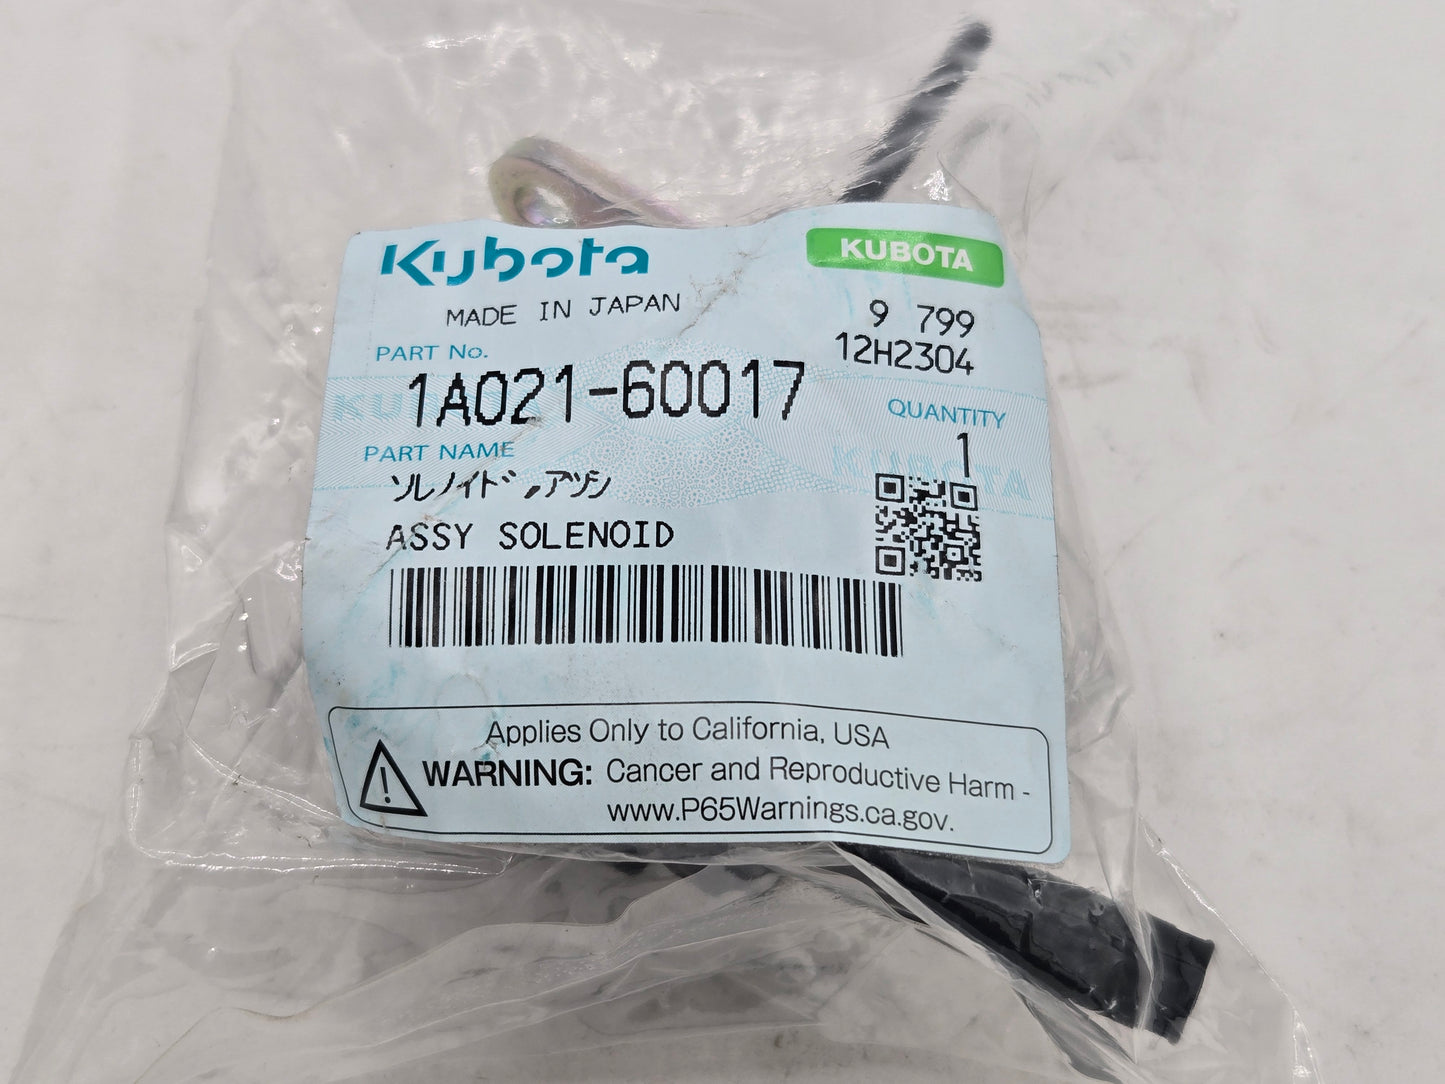 Kubota
KUBOTA
MADE IN JAPAN
9 799
12H2304
PART No.
1A021-60017
QUANTITY
1
PART NAME
ソレノイド,アツシ
ASSY SOLENOID
Applies Only to California, USA
WARNING: Cancer and Reproductive Harm -
www.P65Warnings.ca.gov.